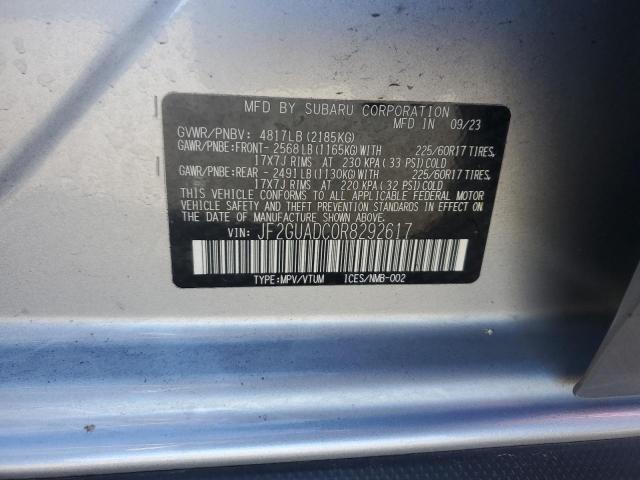 MFD BY SUBARU CORPORATION
MFD IN 09/23
GVWR/PNBV: 4817LB (2185KG)
GAWR/PNBE:FRONT- 2568LB (1165KG)WITH 225/60R17 TIRES,
17X7J RIMS AT 230 KPA (33 PSI)COLD
GAWR/PNBE:REAR - 2491LB (1130KG)WITH 225/60R17 TIRES,
17X7J RIMS AT 220 KPA (32 PSI)COLD
THIS VEHICLE CONFORMS TO ALL APPLICABLE FEDERAL MOTOR
VEHICLE SAFETY AND THEFT PREVENTION STANDARDS IN EFFECT ON
THE DATE OF MANUFACTURE SHOWN ABOVE.
VIN: JF2GUADC0R8292617
TYPE:MPV/VTUM ICES/NMB-002